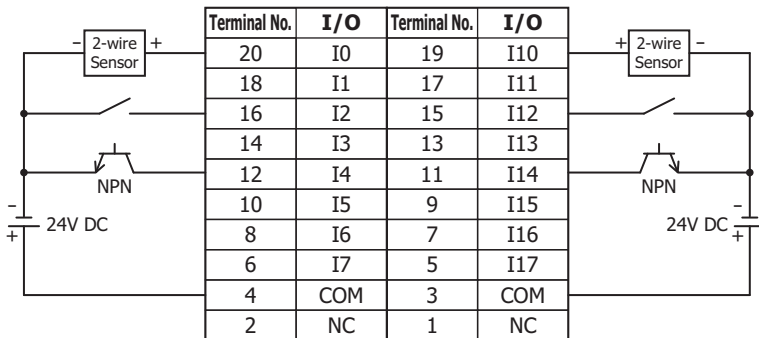 Terminal No. I/O Terminal No. I/O
− 2-wire Sensor + 20 I0 19 I10 + 2-wire Sensor −
18 I1 17 I11
16 I2 15 I12
14 I3 13 I13
NPN 12 I4 11 I14 NPN
10 I5 9 I15
− + 24V DC 8 I6 7 I16 24V DC − +
6 I7 5 I17
4 COM 3 COM
2 NC 1 NC